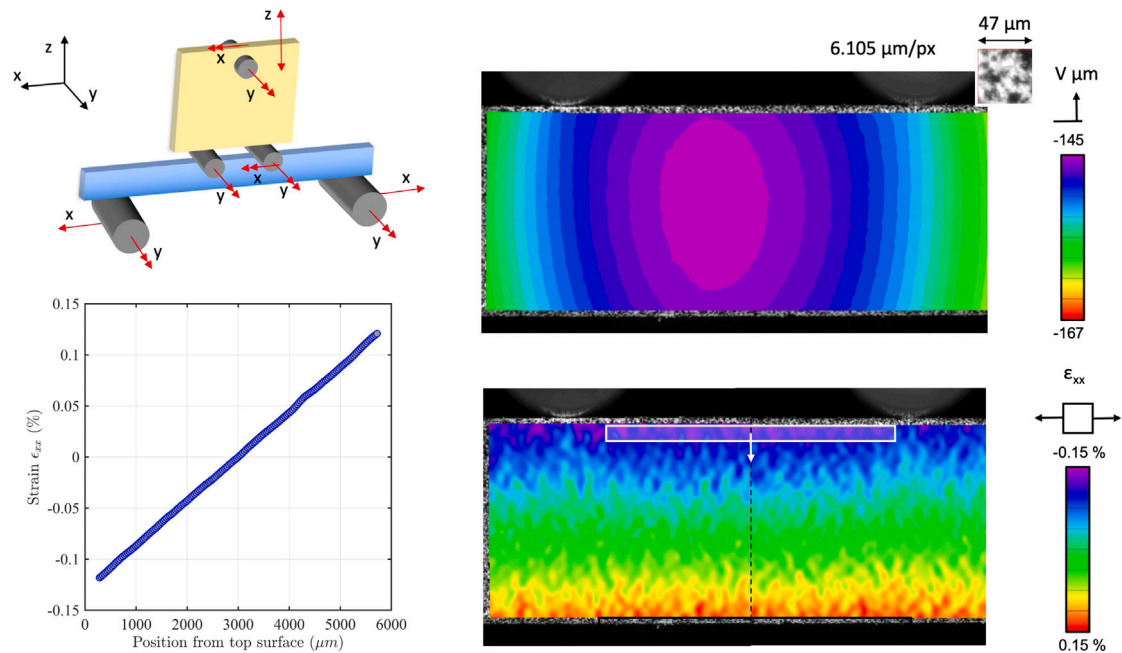 z
x
y
z
x
y
x
y
y
x
y
x
y
47 µm
6.105 µm/px
V µm
-145
-167
εxx
-0.15 %
0.15 %
0.15
0.1
0.05
0
-0.05
-0.1
-0.15
Strain ϵxx (%)
0 1000 2000 3000 4000 5000 6000
Position from top surface (µm)